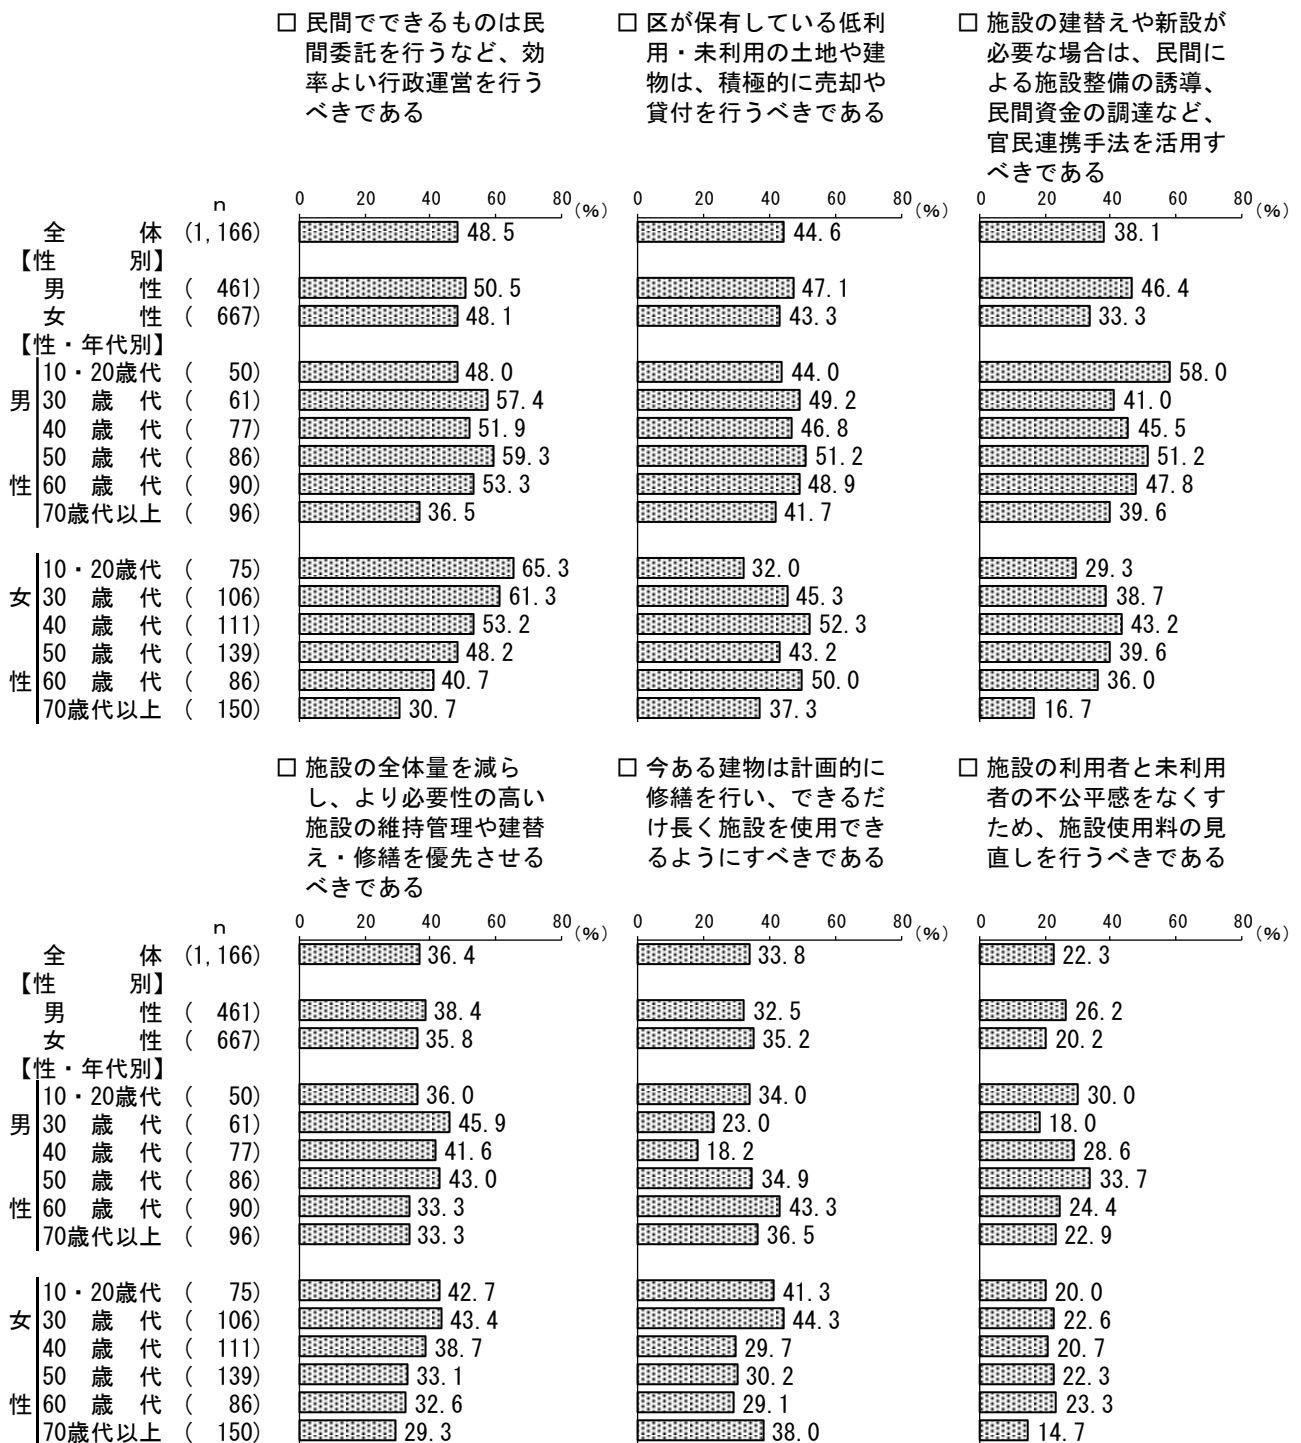 □ 民間でできるものは民
間委託を行うなど、効
率よい行政運営を行う
べきである
□ 区が保有している低利
用・未利用の土地や建
物は、積極的に売却や
貸付を行うべきである
□ 施設の建替えや新設が
必要な場合は、民間に
よる施設整備の誘導、
民間資金の調達など、
官民連携手法を活用す
べきである
n 0 20 40 60 80 (%) 0 20 40 60 80 (%) 0 20 40 60 80 (%)
全 体 (1,166) 48.5 44.6 38.1
【性 別】
男 性 ( 461) 50.5 47.1 46.4
女 性 ( 667) 48.1 43.3 33.3
【性・年代別】
10・20歳代 ( 50) 48.0 44.0 58.0
男 30 歳 代 ( 61) 57.4 49.2 41.0
40 歳 代 ( 77) 51.9 46.8 45.5
50 歳 代 ( 86) 59.3 51.2 51.2
性 60 歳 代 ( 90) 53.3 48.9 47.8
70歳代以上 ( 96) 36.5 41.7 39.6
10・20歳代 ( 75) 65.3 32.0 29.3
女 30 歳 代 ( 106) 61.3 45.3 38.7
40 歳 代 ( 111) 53.2 52.3 43.2
50 歳 代 ( 139) 48.2 43.2 39.6
性 60 歳 代 ( 86) 40.7 50.0 36.0
70歳代以上 ( 150) 30.7 37.3 16.7
□ 施設の全体量を減ら
し、より必要性の高い
施設の維持管理や建替
え・修繕を優先させる
べきである
□ 今ある建物は計画的に
修繕を行い、できるだ
け長く施設を使用でき
るようにすべきである
□ 施設の利用者と未利用
者の不公平感をなくす
ため、施設使用料の見
直しを行うべきである
n 0 20 40 60 80 (%) 0 20 40 60 80 (%) 0 20 40 60 80 (%)
全 体 (1,166) 36.4 33.8 22.3
【性 別】
男 性 ( 461) 38.4 32.5 26.2
女 性 ( 667) 35.8 35.2 20.2
【性・年代別】
10・20歳代 ( 50) 36.0 34.0 30.0
男 30 歳 代 ( 61) 45.9 23.0 18.0
40 歳 代 ( 77) 41.6 18.2 28.6
50 歳 代 ( 86) 43.0 34.9 33.7
性 60 歳 代 ( 90) 33.3 43.3 24.4
70歳代以上 ( 96) 33.3 36.5 22.9
10・20歳代 ( 75) 42.7 41.3 20.0
女 30 歳 代 ( 106) 43.4 44.3 22.6
40 歳 代 ( 111) 38.7 29.7 20.7
50 歳 代 ( 139) 33.1 30.2 22.3
性 60 歳 代 ( 86) 32.6 29.1 23.3
70歳代以上 ( 150) 29.3 38.0 14.7